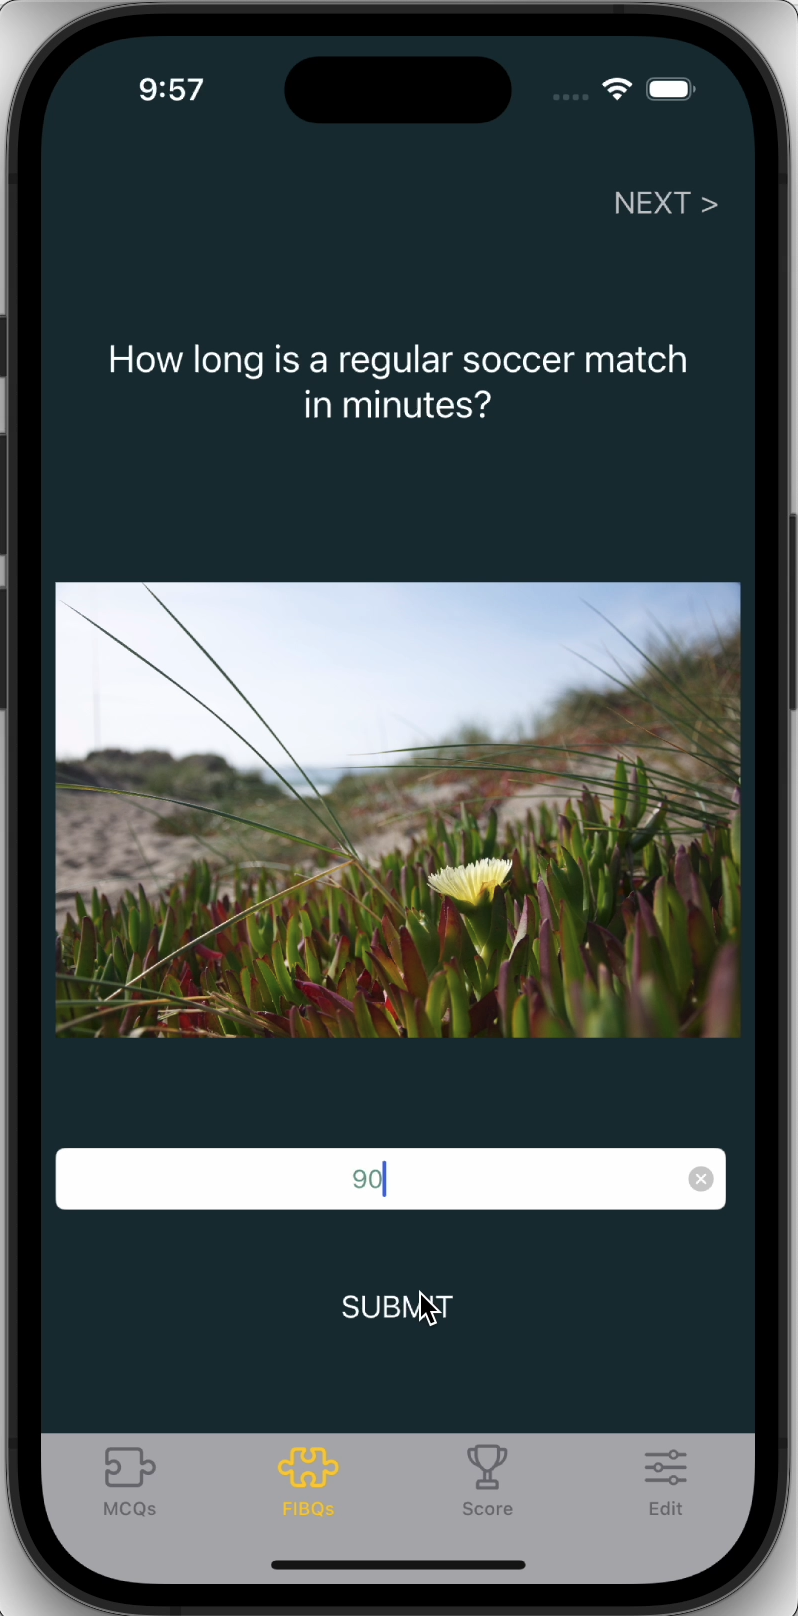 9:57
NEXT >
How long is a regular soccer match
in minutes?
90
SUBMIT
MCQs
FIBQs
Score
Edit